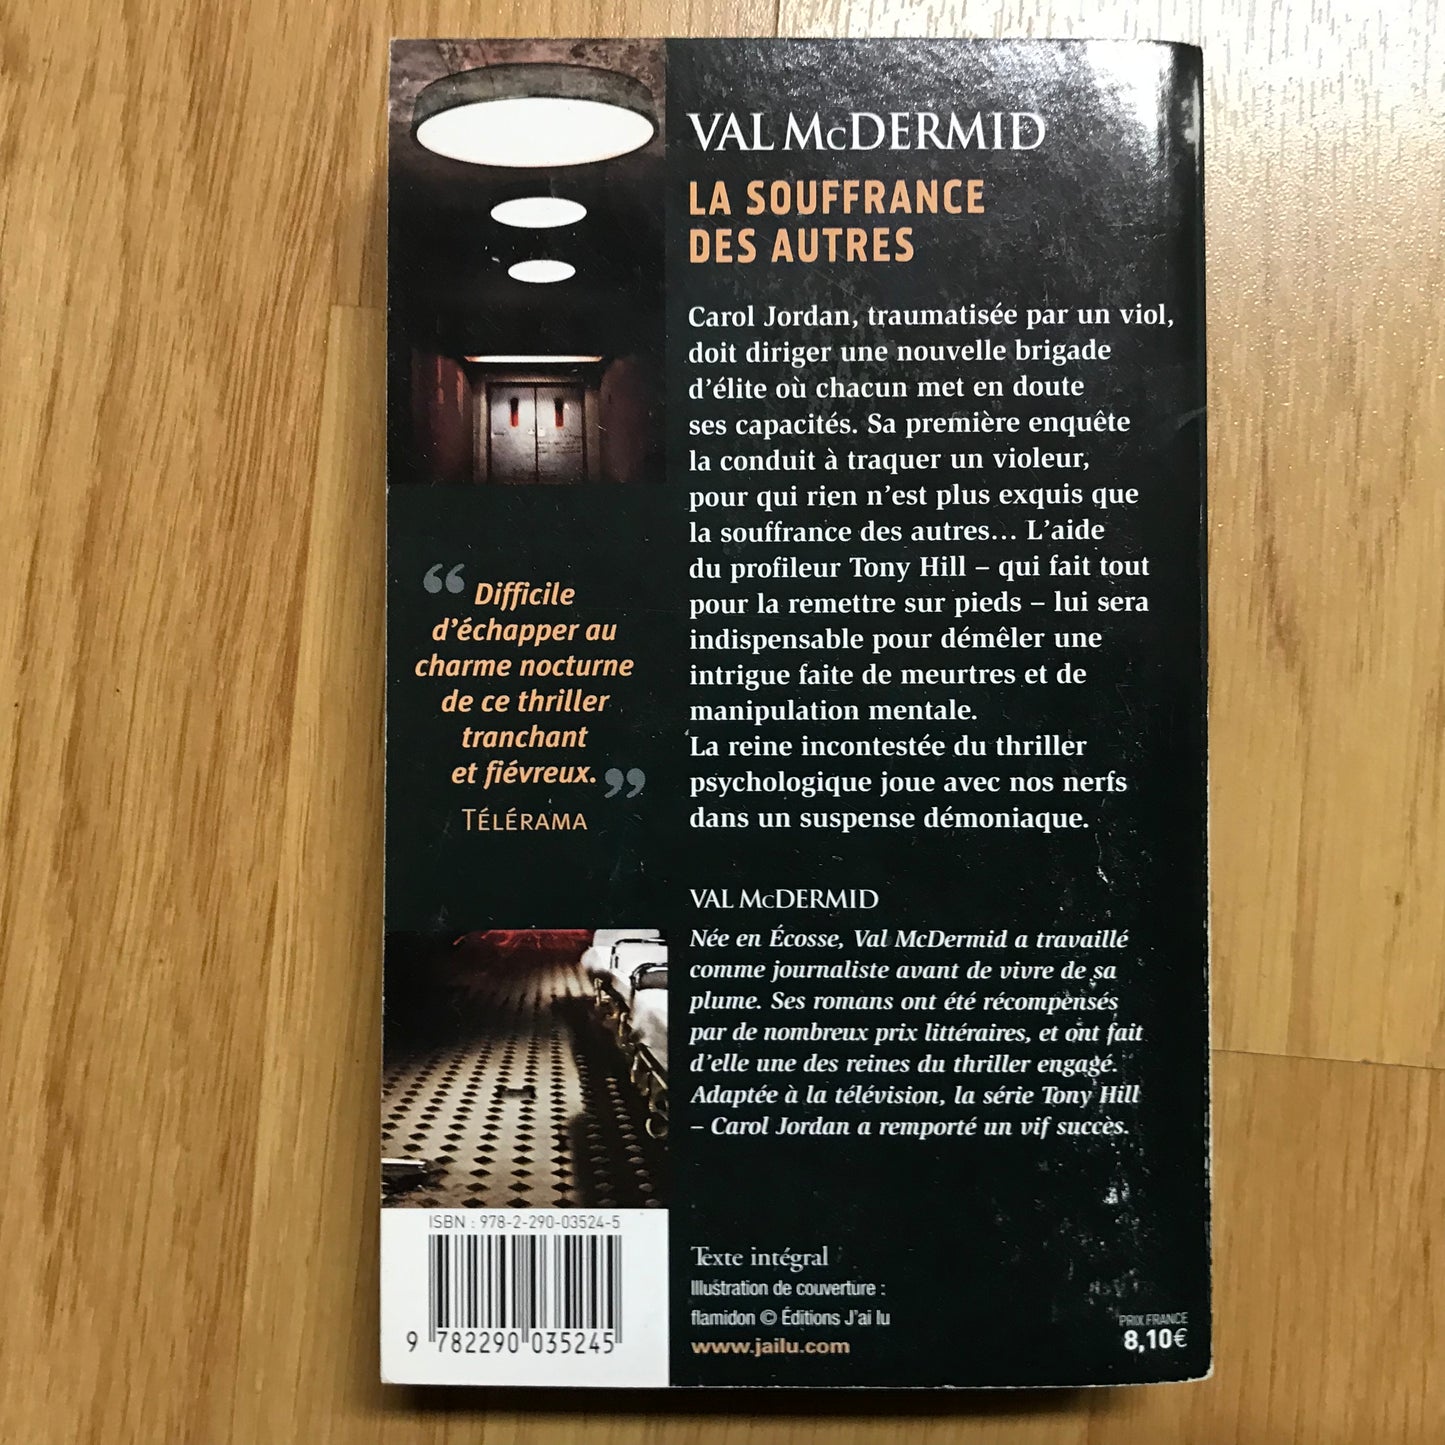 VAL McDERMID
LA SOUFFRANCE
DES AUTRES
Carol Jordan, traumatisée par un viol,
doit diriger une nouvelle brigade
d’élite où chacun met en doute
ses capacités. Sa première enquête
la conduit à traquer un violeur,
pour qui rien n’est plus exquis que
la souffrance des autres… L’aide
du profileur Tony Hill – qui fait tout
pour la remettre sur pieds – lui sera
indispensable pour démêler une
intrigue faite de meurtres et de
manipulation mentale.
La reine incontestée du thriller
psychologique joue avec nos nerfs
dans un suspense démoniaque.
“ Difficile
d’échapper au
charme nocturne
de ce thriller
tranchant
et fiévreux. ”
TÉLÉRAMA
VAL McDERMID
Née en Écosse, Val McDermid a travaillé
comme journaliste avant de vivre de sa
plume. Ses romans ont été récompensés
par de nombreux prix littéraires, et ont fait
d’elle une des reines du thriller engagé.
Adaptée à la télévision, la série Tony Hill
– Carol Jordan a remporté un vif succès.
ISBN : 978-2-290-03524-5
9 782290 035245
Texte intégral
Illustration de couverture :
flamidon © Éditions J’ai lu
www.jailu.com
PRIX FRANCE
8,10€